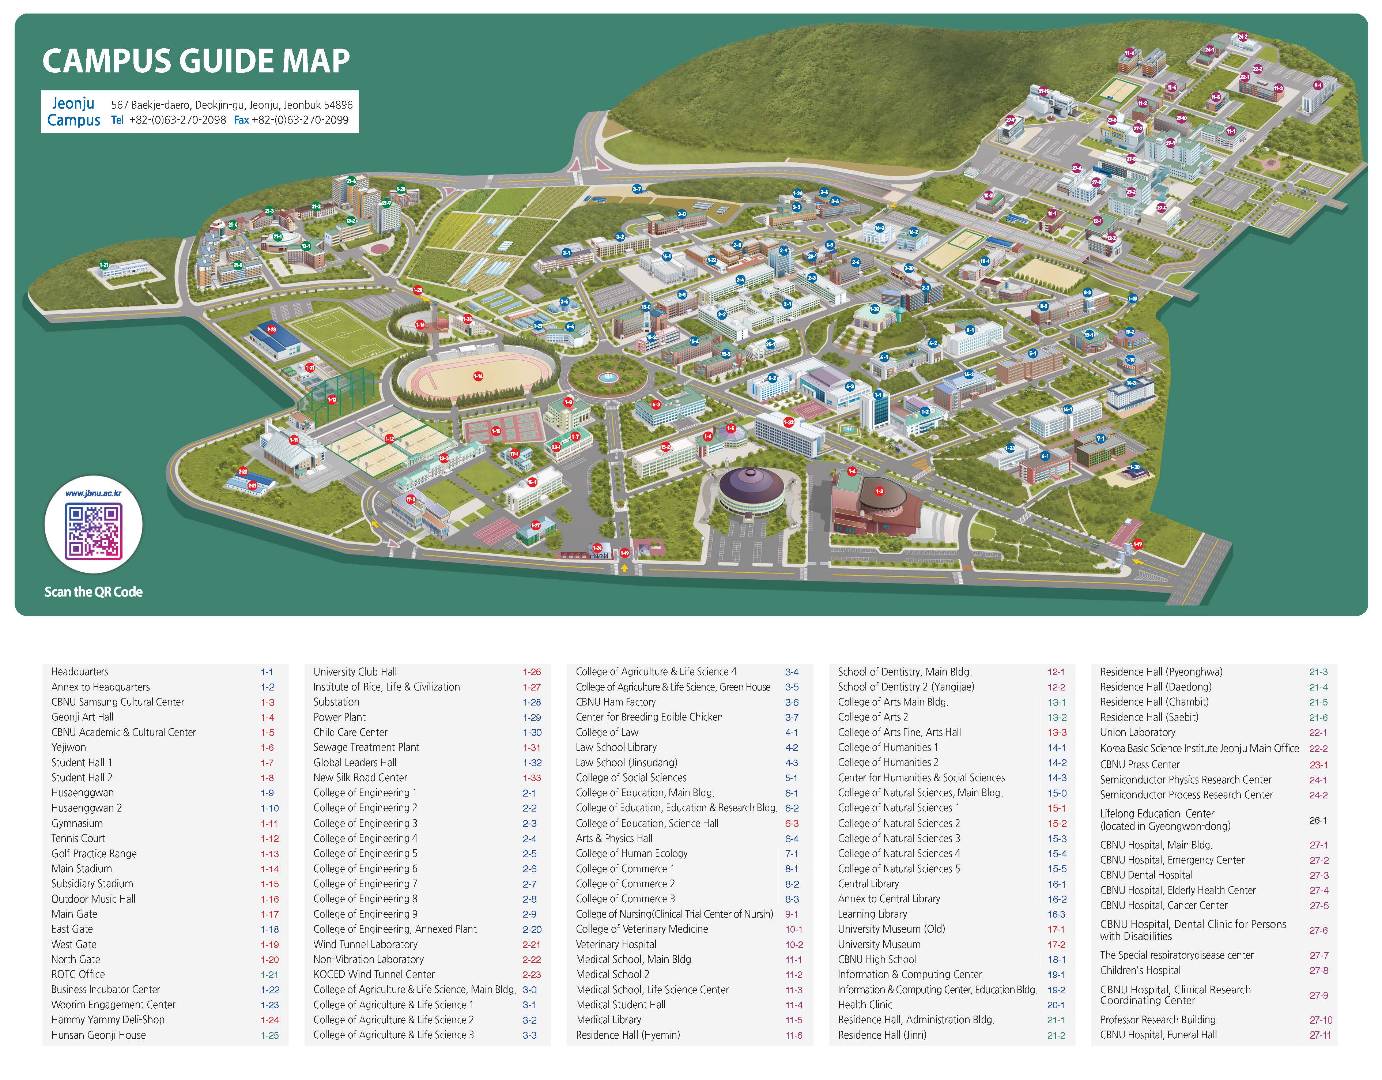 CAMPUS GUIDE MAP
Jeonju Campus
567 Baekje-daero, Deokjin-gu, Jeonju, Jeonbuk 54896
Tel +82-(0)63-270-2098 Fax +82-(0)63-270-2099
www.jbnu.ac.kr
Scan the QR Code
Headquarters 1-1
Annex to Headquarters 1-2
CBNU Samsung Cultural Center 1-3
Geonji Art Hall 1-4
CBNU Academic & Cultural Center 1-5
Yejiwon 1-6
Student Hall 1 1-7
Student Hall 2 1-8
Husaenggwan 1-9
Husaenggwan 2 1-10
Gymnasium 1-11
Tennis Court 1-12
Golf Practice Range 1-13
Main Stadium 1-14
Subsidiary Stadium 1-15
Outdoor Music Hall 1-16
Main Gate 1-17
East Gate 1-18
West Gate 1-19
North Gate 1-20
ROTC Office 1-21
Business Incubator Center 1-22
Woorim Engagement Center 1-23
Hammy Yammy Deli-Shop 1-24
Hunsan Geonji House 1-25
University Club Hall 1-26
Institute of Rice, Life & Civilization 1-27
Substation 1-28
Power Plant 1-29
Child Care Center 1-30
Sewage Treatment Plant 1-31
Global Leaders Hall 1-32
New Silk Road Center 1-33
College of Engineering 1 2-1
College of Engineering 2 2-2
College of Engineering 3 2-3
College of Engineering 4 2-4
College of Engineering 5 2-5
College of Engineering 6 2-6
College of Engineering 7 2-7
College of Engineering 8 2-8
College of Engineering 9 2-9
College of Engineering, Annexed Plant 2-20
Wind Tunnel Laboratory 2-21
Non-Vibration Laboratory 2-22
KOCED Wind Tunnel Center 2-23
College of Agriculture & Life Science, Main Bldg. 3-0
College of Agriculture & Life Science 1 3-1
College of Agriculture & Life Science 2 3-2
College of Agriculture & Life Science 3 3-3
College of Agriculture & Life Science 4 3-4
College of Agriculture & Life Science, Green House 3-5
CBNU Ham Factory 3-6
Center for Breeding Edible Chicken 3-7
College of Law 4-1
Law School Library 4-2
Law School (Jinsudang) 4-3
College of Social Sciences 5-1
College of Education, Main Bldg. 6-1
College of Education, Education & Research Bldg. 6-2
College of Education, Science Hall 6-3
Arts & Physics Hall 6-4
College of Human Ecology 7-1
College of Commerce 1 8-1
College of Commerce 2 8-2
College of Commerce 3 8-3
College of Nursing(Clinical Trial Center of Nursin) 9-1
College of Veterinary Medicine 10-1
Veterinary Hospital 10-2
Medical School, Main Bldg. 11-1
Medical School 2 11-2
Medical School, Life Science Center 11-3
Medical Student Hall 11-4
Medical Library 11-5
Residence Hall (Hyemin) 11-6
School of Dentistry, Main Bldg. 12-1
School of Dentistry 2 (Yangjijae) 12-2
College of Arts Main Bldg. 13-1
College of Arts 2 13-2
College of Arts Fine, Arts Hall 13-3
College of Humanities 1 14-1
College of Humanities 2 14-2
Center for Humanities & Social Sciences 14-3
College of Natural Sciences, Main Bldg. 15-0
College of Natural Sciences 1 15-1
College of Natural Sciences 2 15-2
College of Natural Sciences 3 15-3
College of Natural Sciences 4 15-4
College of Natural Sciences 5 15-5
Central Library 16-1
Annex to Central Library 16-2
Learning Library 16-3
University Museum (Old) 17-1
University Museum 17-2
CBNU High School 18-1
Information & Computing Center 19-1
Information & Computing Center, Education Bldg. 19-2
Health Clinic 20-1
Residence Hall, Administration Bldg. 21-1
Residence Hall (Jinri) 21-2
Residence Hall (Pyeonghwa) 21-3
Residence Hall (Daedong) 21-4
Residence Hall (Chambit) 21-5
Residence Hall (Saebit) 21-6
Union Laboratory 22-1
Korea Basic Science Institute Jeonju Main Office 22-2
CBNU Press Center 23-1
Semiconductor Physics Research Center 24-1
Semiconductor Process Research Center 24-2
Lifelong Education Center
(located in Gyeongwon-dong) 26-1
CBNU Hospital, Main Bldg. 27-1
CBNU Hospital, Emergency Center 27-2
CBNU Dental Hospital 27-3
CBNU Hospital, Elderly Health Center 27-4
CBNU Hospital, Cancer Center 27-5
CBNU Hospital, Dental Clinic for Persons
with Disabilities 27-6
The Special respiratorydisease center 27-7
Children's Hospital 27-8
CBNU Hospital, Clinical Research
Coordinating Center 27-9
Professor Research Building 27-10
CBNU Hospital, Funeral Hall 27-11